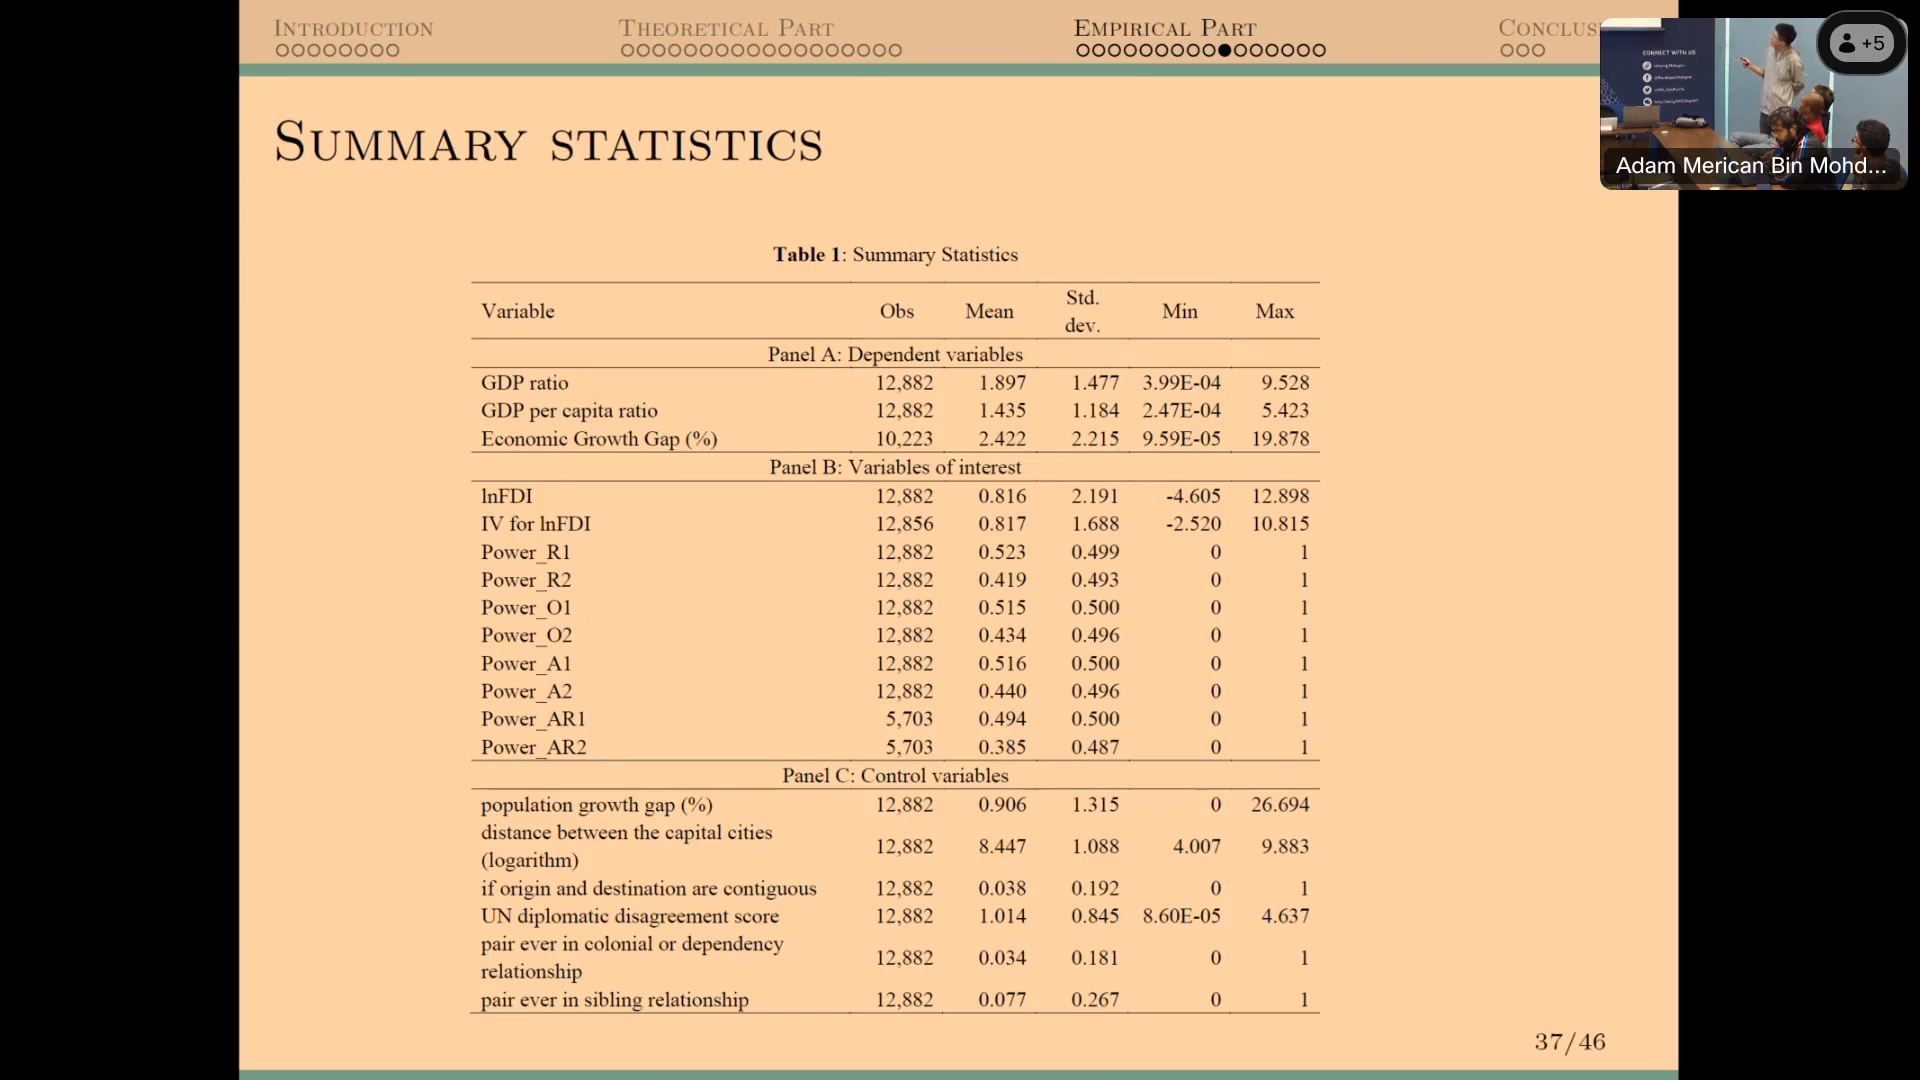 INTRODUCTION THEORETICAL PART EMPIRICAL PART CONCLUS
SUMMARY STATISTICS
Table 1: Summary Statistics
Variable Obs Mean Std. dev. Min Max
Panel A: Dependent variables
GDP ratio 12,882 1.897 1.477 3.99E-04 9.528
GDP per capita ratio 12,882 1.435 1.184 2.47E-04 5.423
Economic Growth Gap (%) 10,223 2.422 2.215 9.59E-05 19.878
Panel B: Variables of interest
lnFDI 12,882 0.816 2.191 -4.605 12.898
IV for lnFDI 12,856 0.817 1.688 -2.520 10.815
Power_R1 12,882 0.523 0.499 0 1
Power_R2 12,882 0.419 0.493 0 1
Power_O1 12,882 0.515 0.500 0 1
Power_O2 12,882 0.434 0.496 0 1
Power_A1 12,882 0.516 0.500 0 1
Power_A2 12,882 0.440 0.496 0 1
Power_AR1 5,703 0.494 0.500 0 1
Power_AR2 5,703 0.385 0.487 0 1
Panel C: Control variables
population growth gap (%) 12,882 0.906 1.315 0 26.694
distance between the capital cities
(logarithm) 12,882 8.447 1.088 4.007 9.883
if origin and destination are contiguous 12,882 0.038 0.192 0 1
UN diplomatic disagreement score 12,882 1.014 0.845 8.60E-05 4.637
pair ever in colonial or dependency
relationship 12,882 0.034 0.181 0 1
pair ever in sibling relationship 12,882 0.077 0.267 0 1
37/46
+5
CONNECT WITH US
Adam Merican Bin Mohd...